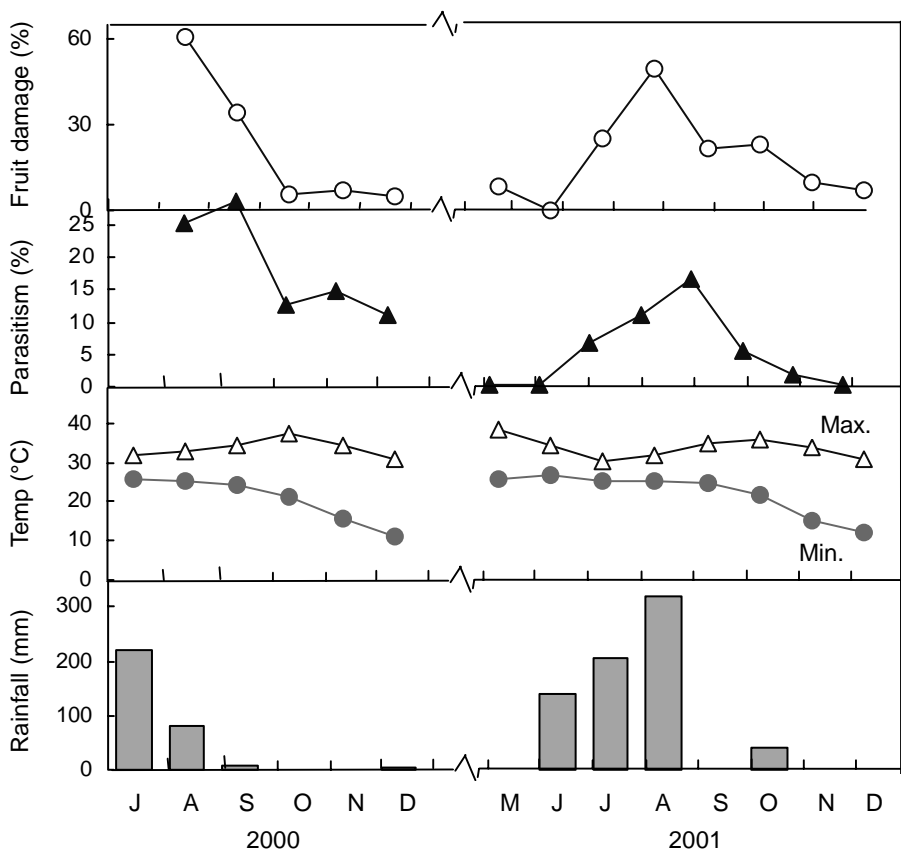 Fruit damage (%)
60
30
0
Parasitism (%)
25
20
15
10
5
0
Temp (°C)
40
30
20
10
0
Max.
Min.
Rainfall (mm)
300
200
100
0
J A S O N D M J J A S O N D
2000 2001